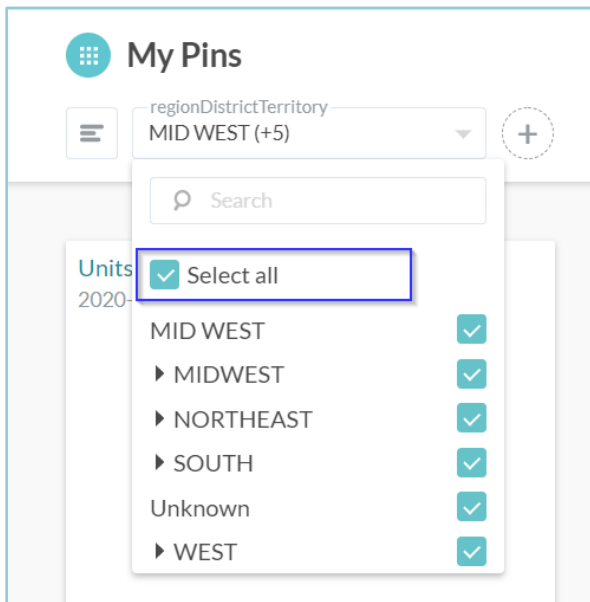 My Pins
regionDistrictTerritory
MID WEST (+5)
Search
Units
Select all
2020-
MID WEST
MIDWEST
NORTHEAST
SOUTH
Unknown
WEST